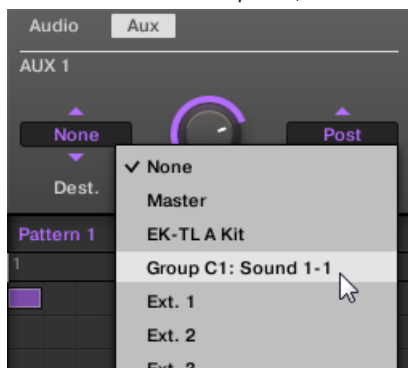 Audio Aux
AUX 1
None Post
Dest.
✓ None
Master
EK-TL A Kit
Group C1: Sound 1-1
Ext. 1
Ext. 2
Pattern 1
1